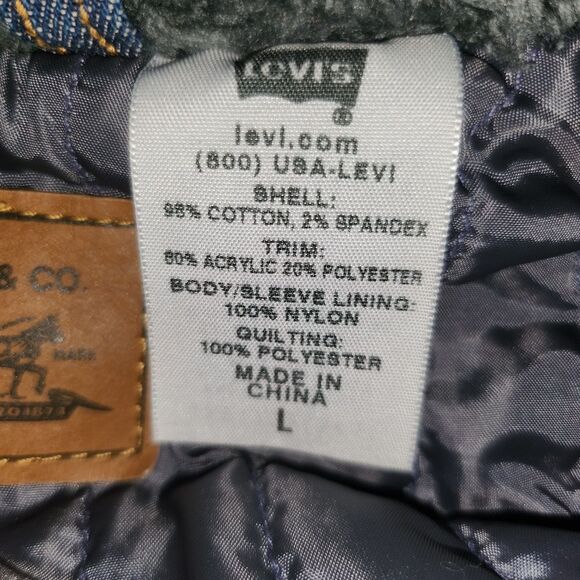 LEVI'S
®
levi.com
(800) USA-LEVI
SHELL:
98% COTTON, 2% SPANDEX
TRIM:
80% ACRYLIC 20% POLYESTER
BODY/SLEEVE LINING:
100% NYLON
QUILTING:
100% POLYESTER
MADE IN
CHINA
L
& CO.
MARK